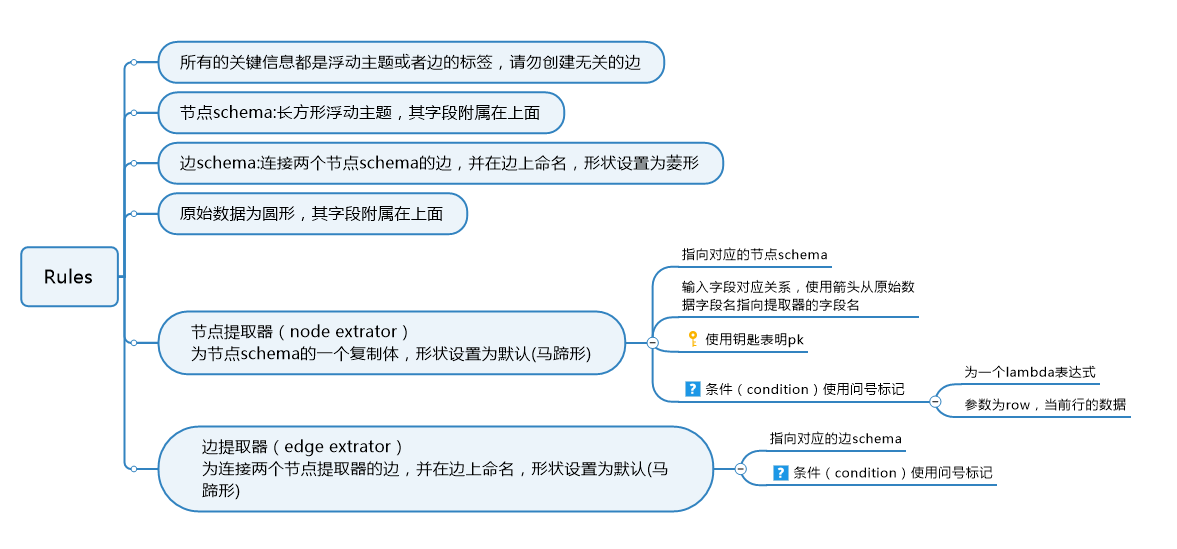 所有的关键信息都是浮动主题或者边的标签，请勿创建无关的边
节点schema:长方形浮动主题，其字段附属在上面
边schema:连接两个节点schema的边，并在边上命名，形状设置为菱形
原始数据为圆形，其字段附属在上面
Rules
指向对应的节点schema
输入字段对应关系，使用箭头从原始数
据字段名指向提取器的字段名
节点提取器（node extrator）
为节点schema的一个复制体，形状设置为默认(马蹄形)
使用钥匙表明pk
条件（condition）使用问号标记
为一个lambda表达式
参数为row，当前行的数据
边提取器（edge extrator）
为连接两个节点提取器的边，并在边上命名，形状设置为默认(马
蹄形)
指向对应的边schema
条件（condition）使用问号标记